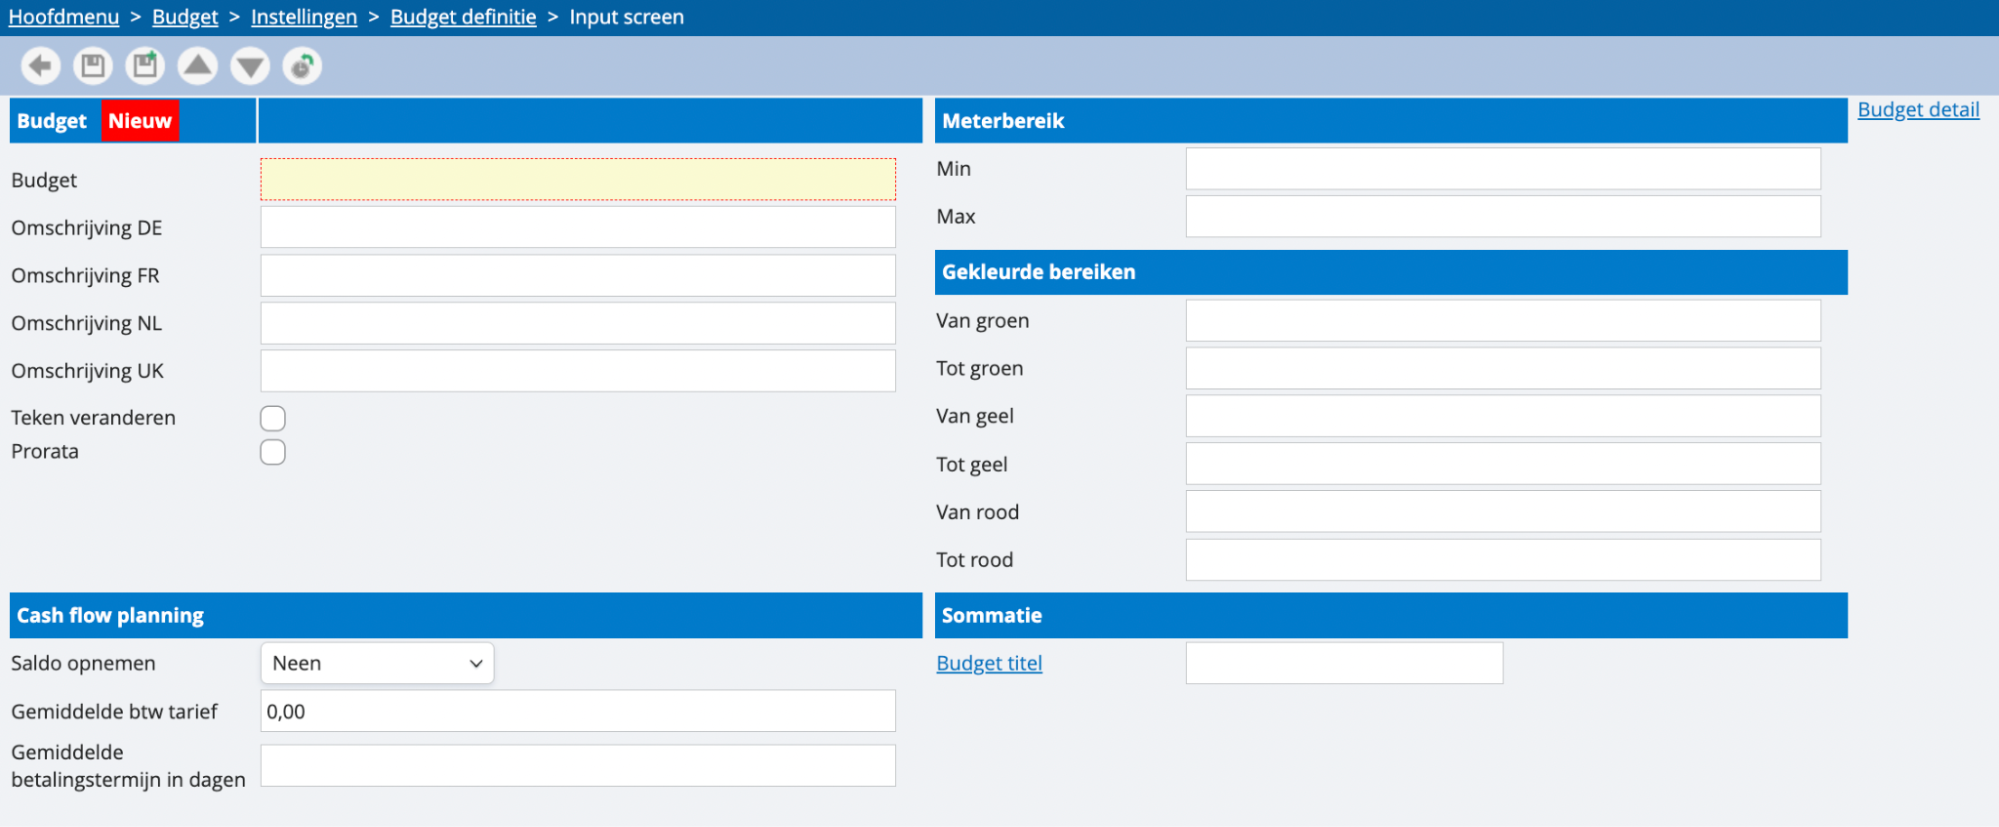 Hoofdmenu > Budget > Instellingen > Budget definitie > Input screen
Budget Nieuw
Budget
Omschrijving DE
Omschrijving FR
Omschrijving NL
Omschrijving UK
Teken veranderen
Prorata
Meterbereik
Budget detail
Min
Max
Gekleurde bereiken
Van groen
Tot groen
Van geel
Tot geel
Van rood
Tot rood
Cash flow planning
Saldo opnemen Neen
Gemiddelde btw tarief 0,00
Gemiddelde
betalingstermijn in dagen
Sommatie
Budget titel